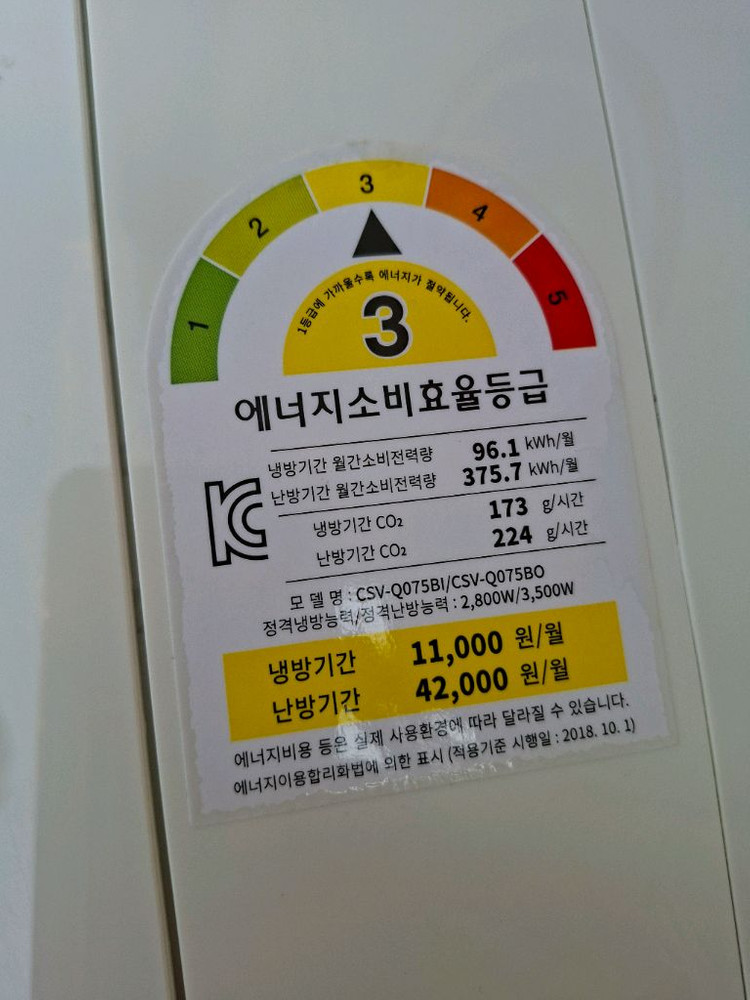 1 2 3 4 5
1등급에 가까울수록 에너지가 절약됩니다.
3
에너지소비효율등급
냉방기간 월간소비전력량 96.1 kWh/월
난방기간 월간소비전력량 375.7 kWh/월
냉방기간 CO₂ 173 g/시간
난방기간 CO₂ 224 g/시간
모 델 명 : CSV-Q075BI/CSV-Q075BO
정격냉방능력/정격난방능력 : 2,800W/3,500W
냉방기간 11,000 원/월
난방기간 42,000 원/월
에너지비용 등은 실제 사용환경에 따라 달라질 수 있습니다.
에너지이용합리화법에 의한 표시 (적용기준 시행일 : 2018. 10. 1)